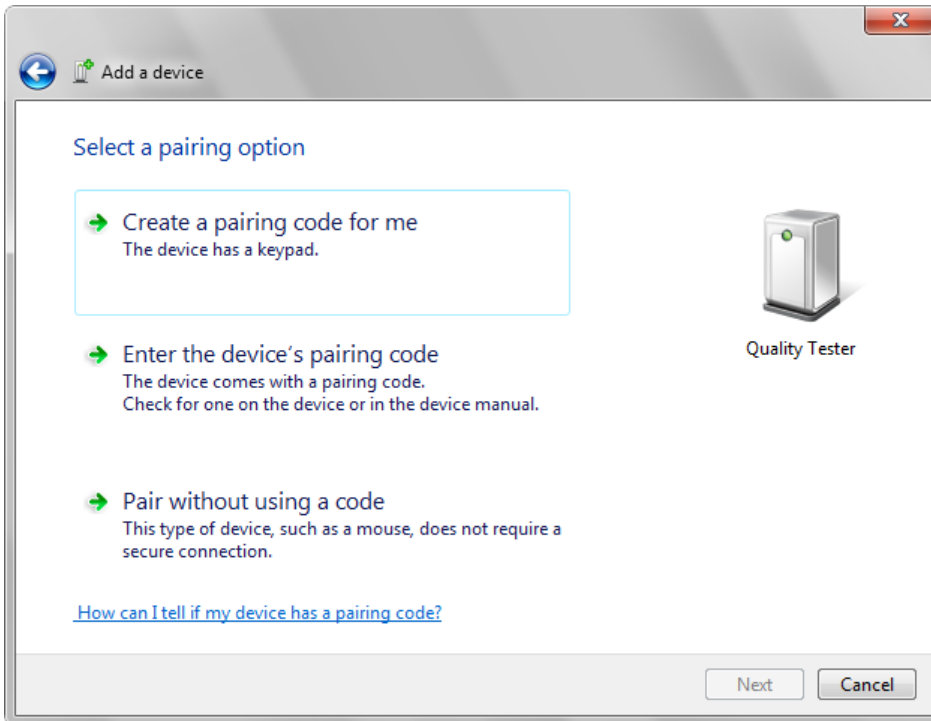 Add a device
Select a pairing option
Create a pairing code for me
The device has a keypad.
Enter the device's pairing code
The device comes with a pairing code.
Check for one on the device or in the device manual.
Pair without using a code
This type of device, such as a mouse, does not require a
secure connection.
How can I tell if my device has a pairing code?
Quality Tester
Next
Cancel